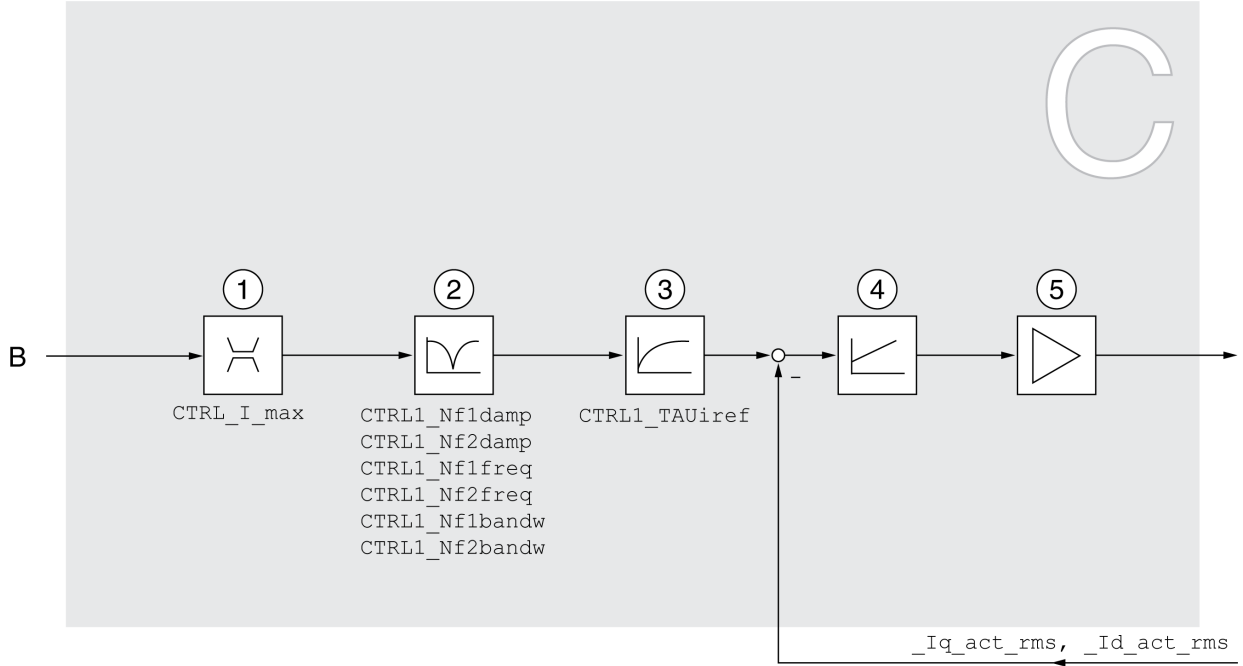 C
1 2 3 4 5
B
–
CTRL_I_max
CTRL1_Nf1damp
CTRL1_Nf2damp
CTRL1_Nf1freq
CTRL1_Nf2freq
CTRL1_Nf1bandw
CTRL1_Nf2bandw
CTRL1_TAUiref
_Iq_act_rms, _Id_act_rms